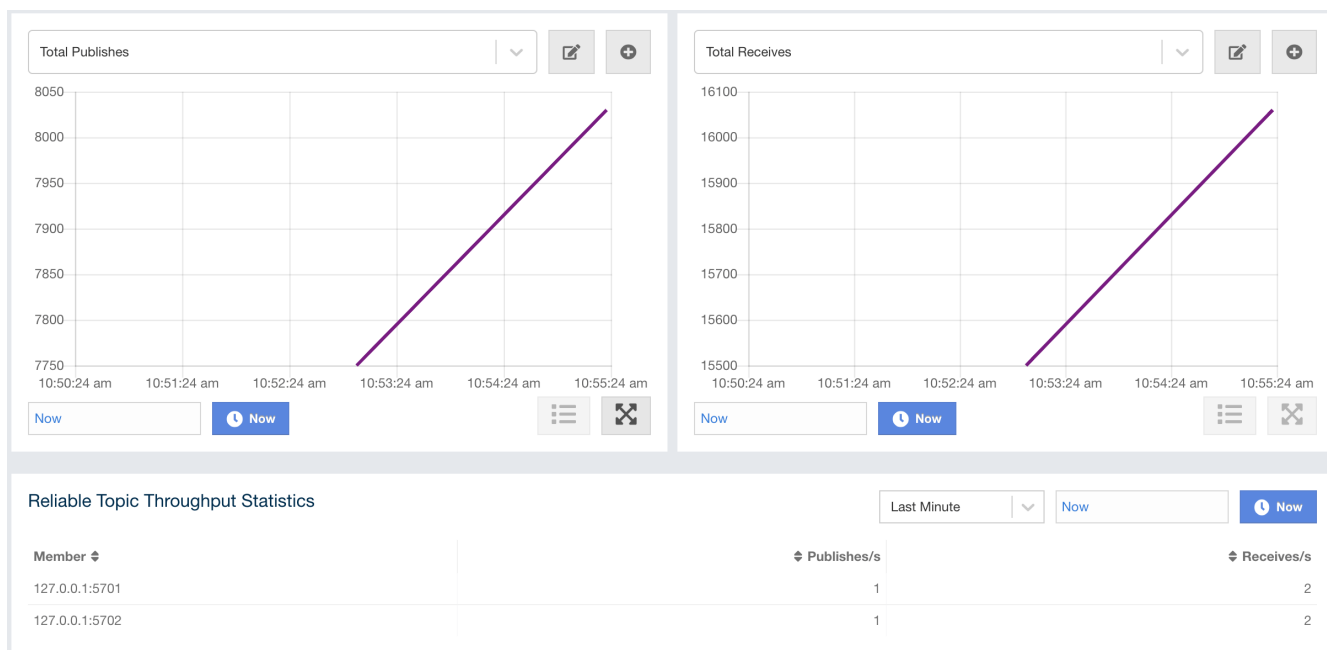 Total Publishes
8050
8000
7950
7900
7850
7800
7750
10:50:24 am 10:51:24 am 10:52:24 am 10:53:24 am 10:54:24 am 10:55:24 am
Now Now
Total Receives
16100
16000
15900
15800
15700
15600
15500
10:50:24 am 10:51:24 am 10:52:24 am 10:53:24 am 10:54:24 am 10:55:24 am
Now Now
Reliable Topic Throughput Statistics Last Minute Now Now
Member Publishes/s Receives/s
127.0.0.1:5701 1 2
127.0.0.1:5702 1 2